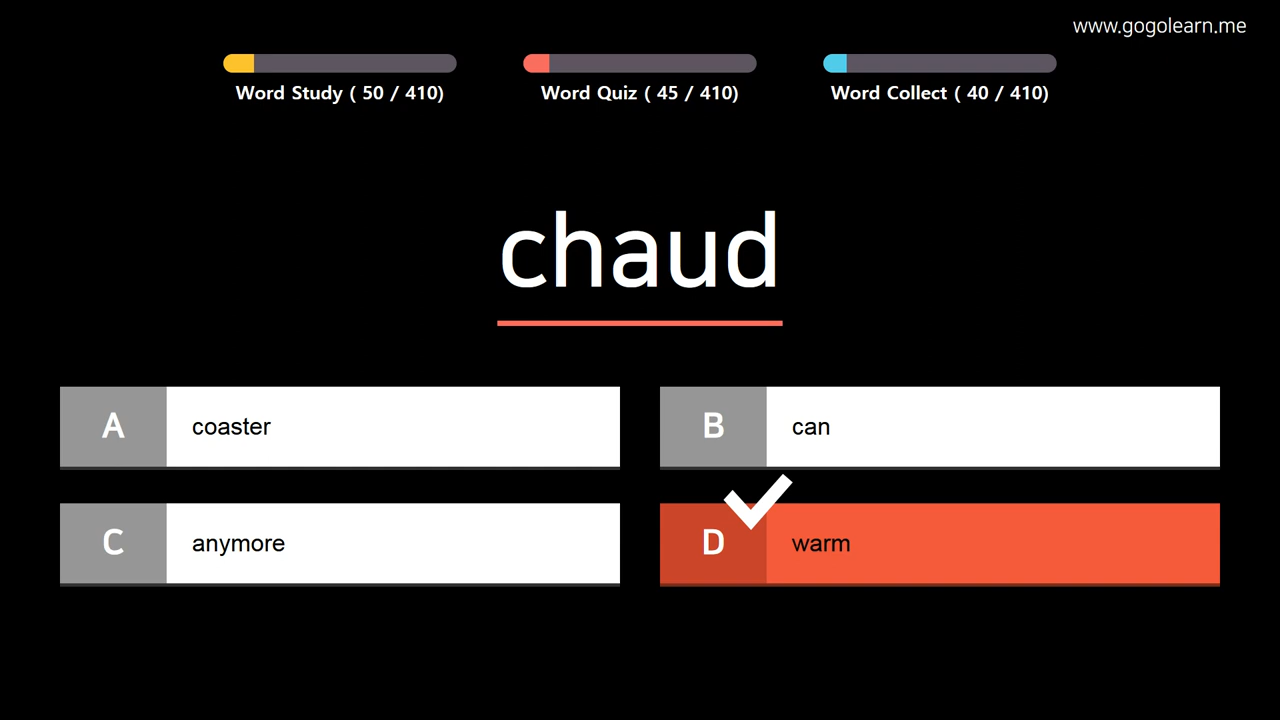 www.gogolearn.me
Word Study ( 50 / 410)
Word Quiz ( 45 / 410)
Word Collect ( 40 / 410)
chaud
A coaster
B can
C anymore
D warm